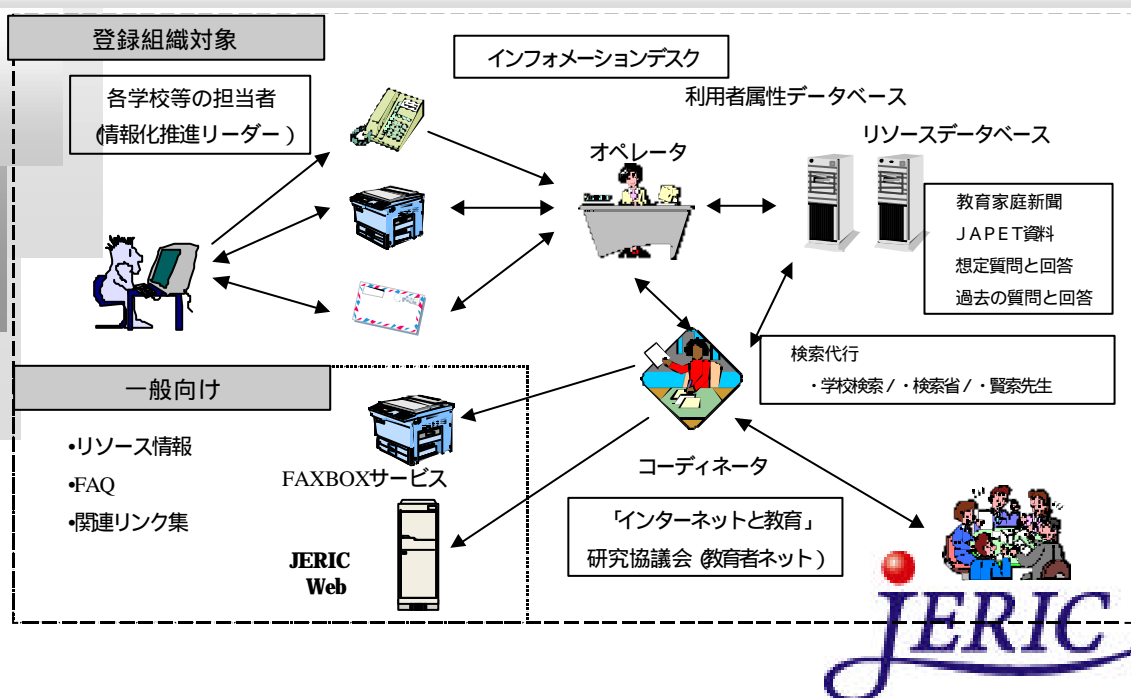 登録組織対象
インフォメーションデスク
各学校等の担当者
(情報化推進リーダー)
利用者属性データベース
リソースデータベース
オペレータ
教育家庭新聞
JAPET資料
想定質問と回答
過去の質問と回答
検索代行
・学校検索/・検索省/・賢索先生
一般向け
•リソース情報
•FAQ
•関連リンク集
FAXBOXサービス
JERIC
Web
コーディネータ
「インターネットと教育」
研究協議会(教育者ネット)
JERIC